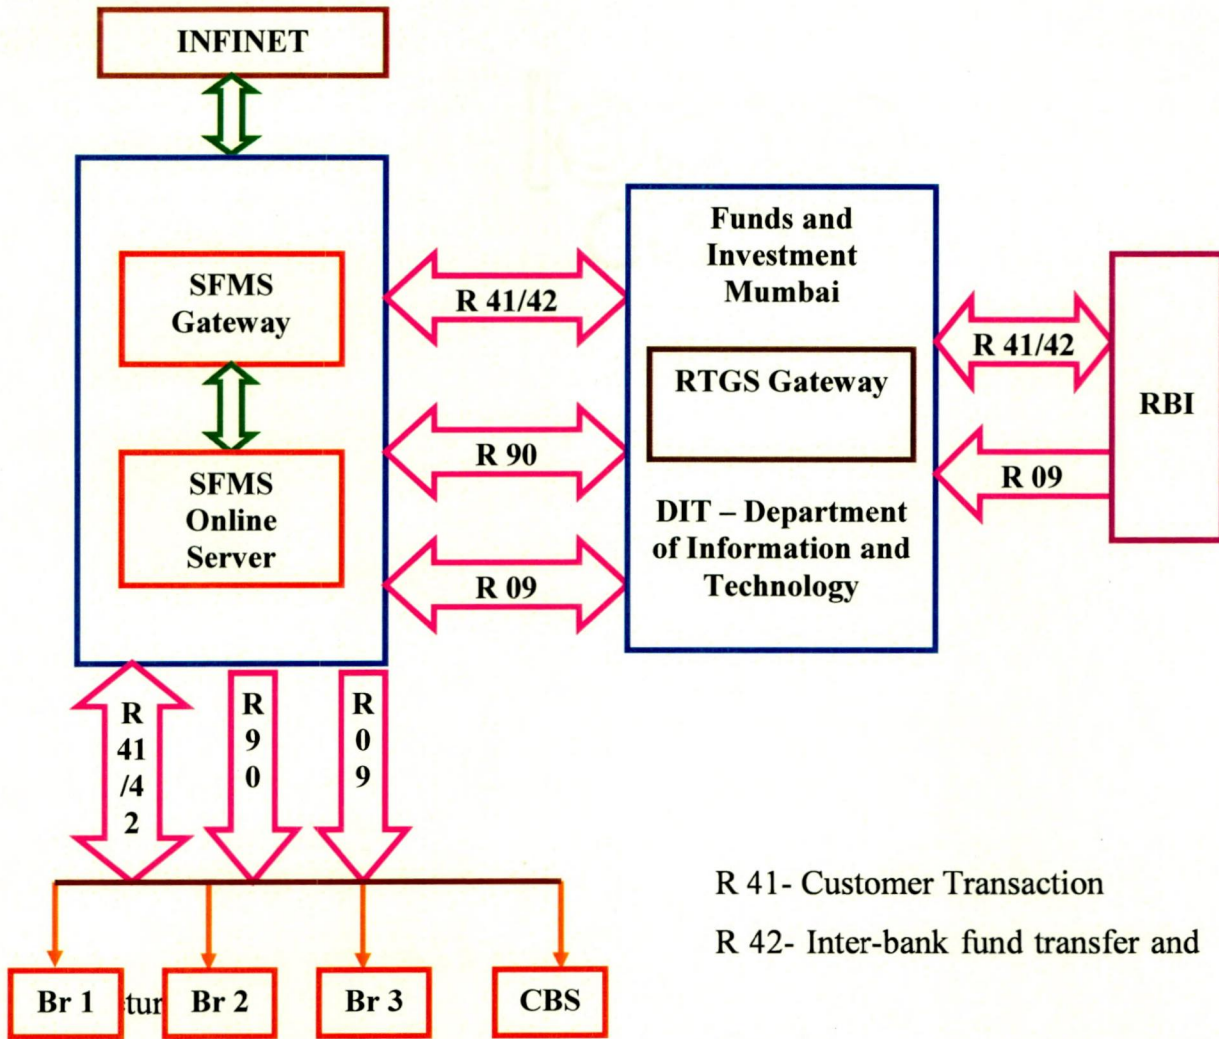 INFINET
SFMS
Gateway
SFMS
Online
Server
R 41/42
R 90
R 09
Funds and
Investment
Mumbai
RTGS Gateway
DIT – Department
of Information and
Technology
R 41/42
R 09
RBI
R
41
/4
2
R
9
0
R
0
9
R 41- Customer Transaction
R 42- Inter-bank fund transfer and
Br 1
Br 2
Br 3
CBS